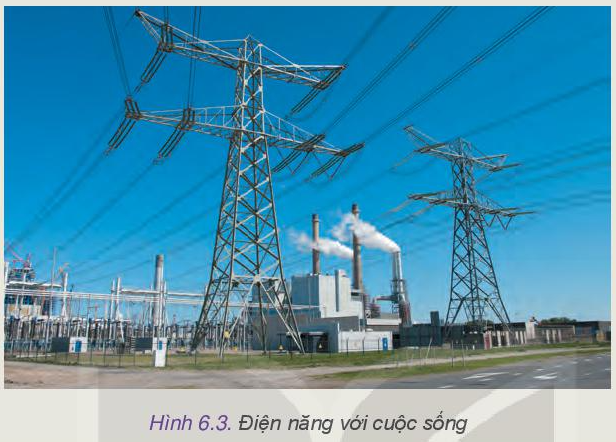 Hình 6.3. Điện năng với cuộc sống